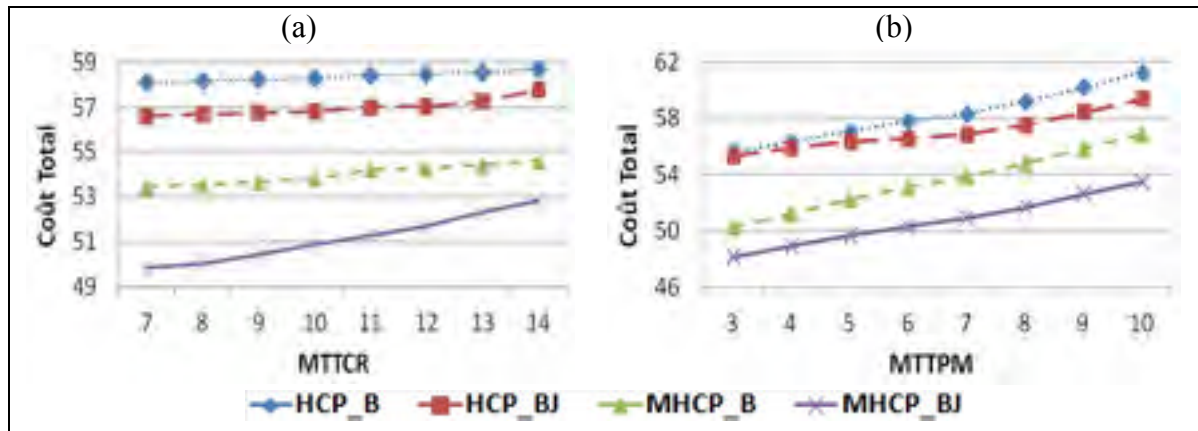 (a)
(b)
59
57
55
53
51
49
Coût Total
7 8 9 10 11 12 13 14
MTTCR
62
58
54
50
46
Coût Total
3 4 5 6 7 8 9 10
MTTPM
HCP_B HCP_BJ MHCP_B MHCP_BJ